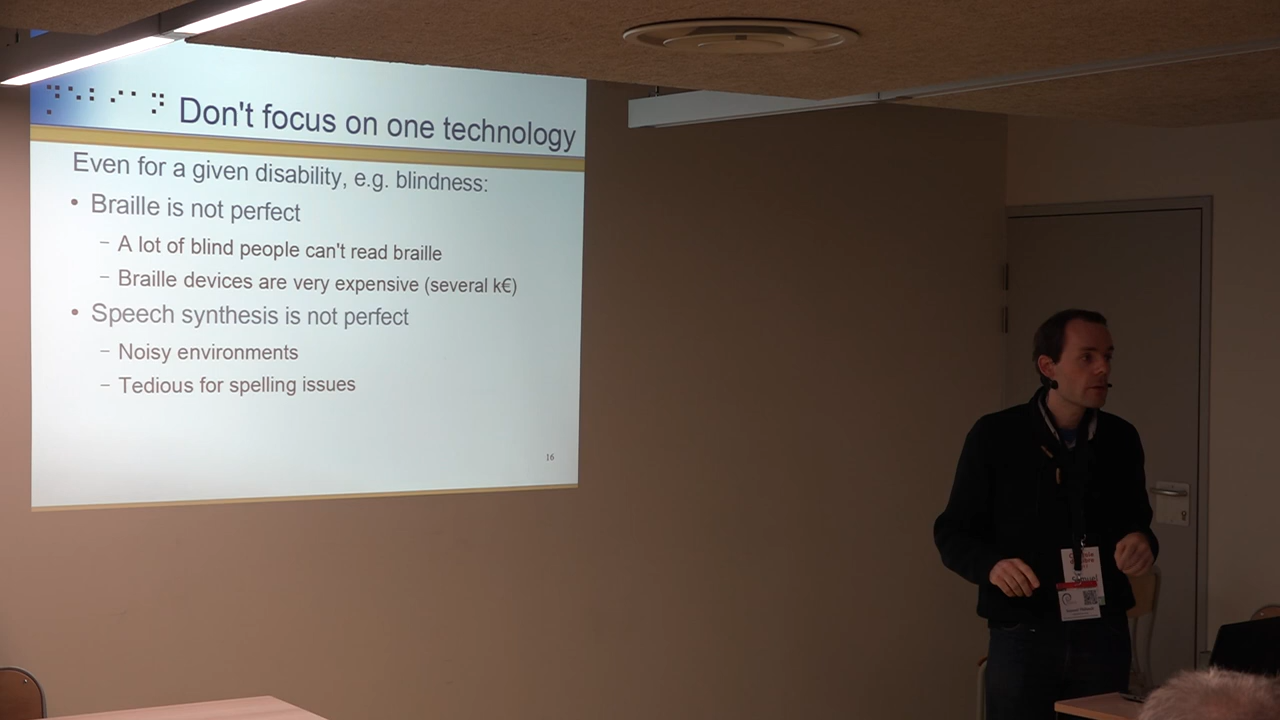 Don't focus on one technology
Even for a given disability, e.g. blindness:
• Braille is not perfect
– A lot of blind people can't read braille
– Braille devices are very expensive (several k€)
• Speech synthesis is not perfect
– Noisy environments
– Tedious for spelling issues
16
Samuel